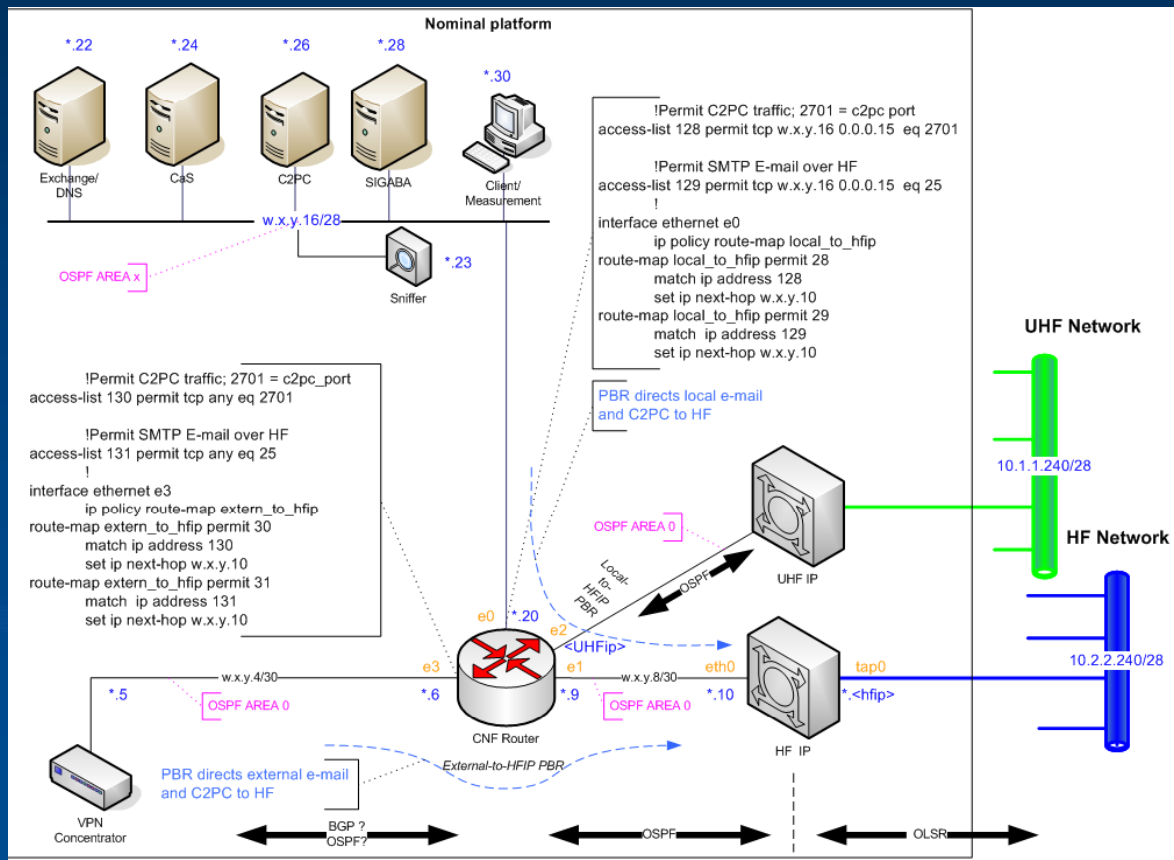 Nominal platform
*.22
*.24
*.26
*.28
*.30
Exchange/
DNS
CaS
C2PC
SIGABA
Client/
Measurement
w.x.y.16/28
OSPF AREA x
*.23
Sniffer
!Permit C2PC traffic; 2701 = c2pc port
access-list 128 permit tcp w.x.y.16 0.0.0.15 eq 2701
!Permit SMTP E-mail over HF
access-list 129 permit tcp w.x.y.16 0.0.0.15 eq 25
!
interface ethernet e0
ip policy route-map local_to_hfip
route-map local_to_hfip permit 28
match ip address 128
set ip next-hop w.x.y.10
route-map local_to_hfip permit 29
match ip address 129
set ip next-hop w.x.y.10
PBR directs local e-mail
and C2PC to HF
!Permit C2PC traffic; 2701 = c2pc_port
access-list 130 permit tcp any eq 2701
!Permit SMTP E-mail over HF
access-list 131 permit tcp any eq 25
!
interface ethernet e3
ip policy route-map extern_to_hfip
route-map extern_to_hfip permit 30
match ip address 130
set ip next-hop w.x.y.10
route-map extern_to_hfip permit 31
match ip address 131
set ip next-hop w.x.y.10
UHF Network
10.1.1.240/28
HF Network
10.2.2.240/28
OSPF AREA 0
UHF IP
Local-
to-
HFIP
PBR
OSPF
e0
*.20
e2
<UHFip>
e3
e1
eth0
tap0
*.5
w.x.y.4/30
*.6
*.9
w.x.y.8/30
*.10
*.<hfip>
OSPF AREA 0
OSPF AREA 0
CNF Router
HF IP
External-to-HFIP PBR
PBR directs external e-mail
and C2PC to HF
VPN
Concentrator
BGP ?
OSPF?
OSPF
OLSR